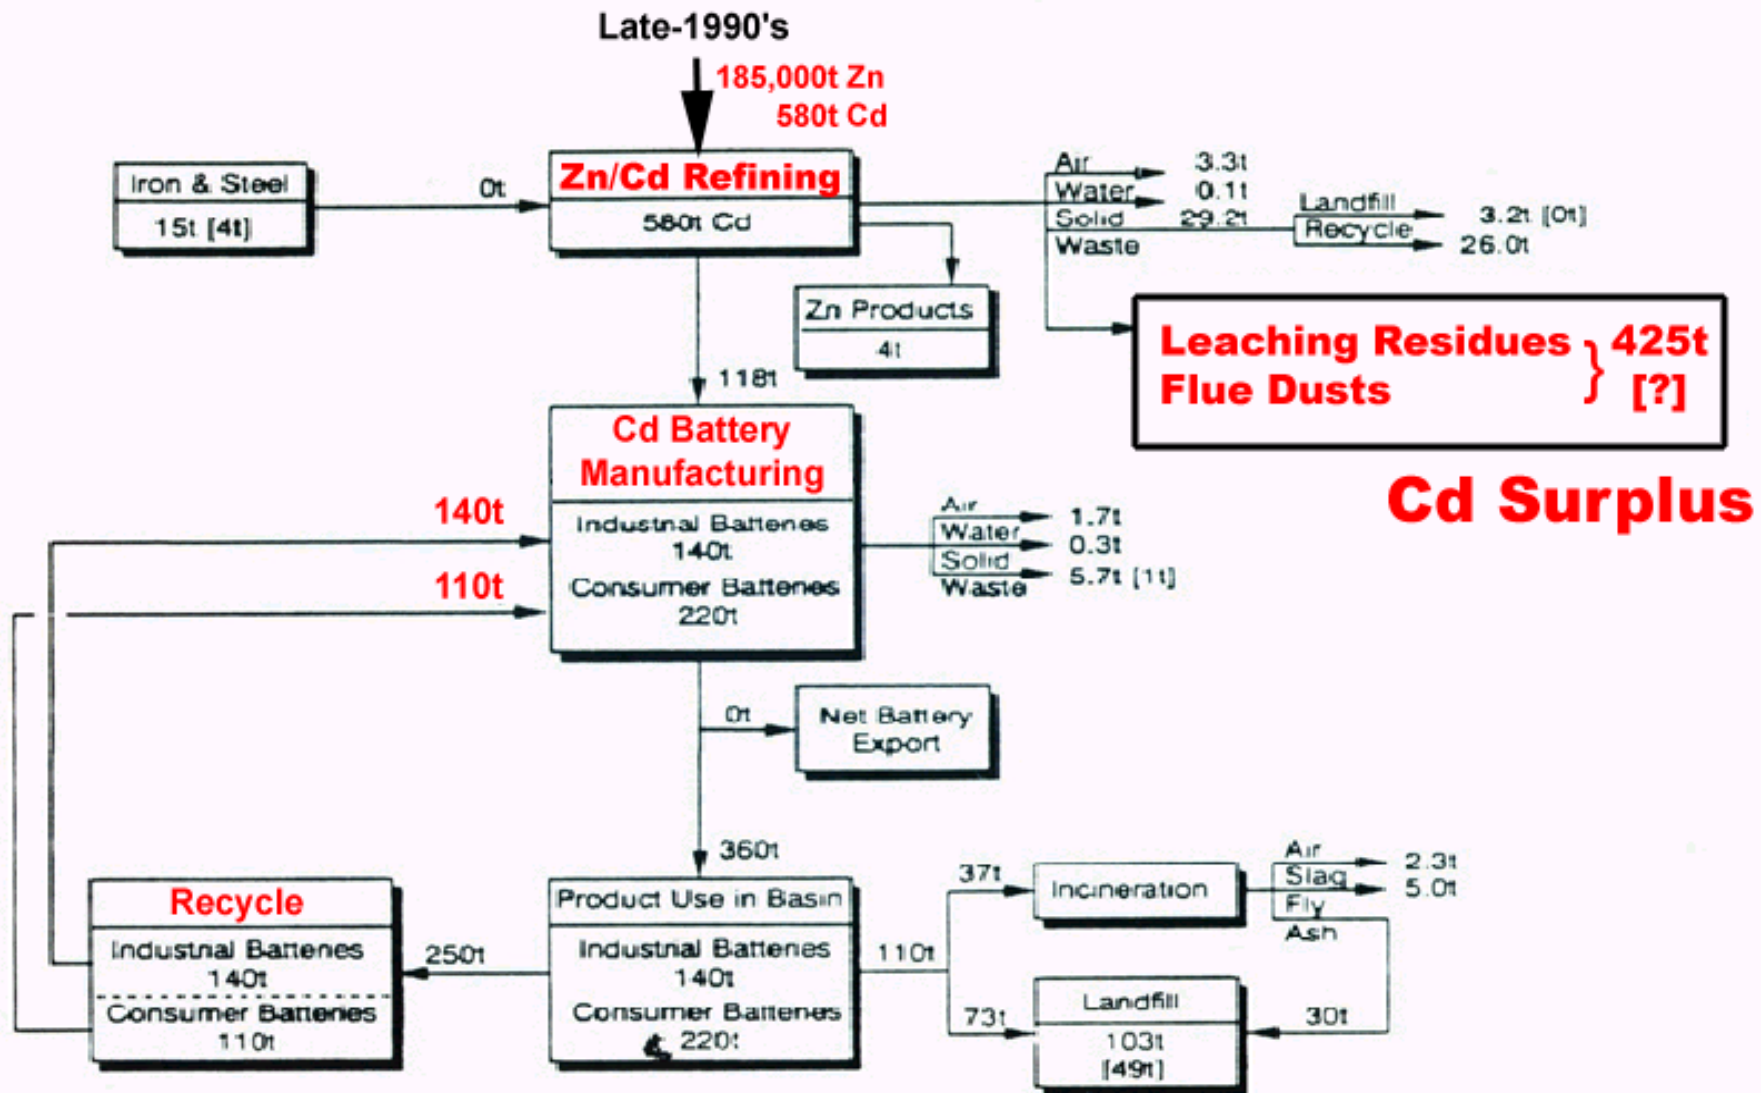 Late-1990's
185,000t Zn
580t Cd
Iron & Steel
15t [4t]
0t
Zn/Cd Refining
580t Cd
Air 3.3t
Water 0.1t
Solid 29.2t
Waste
Landfill 3.2t [0t]
Recycle 26.0t
Zn Products
4t
Leaching Residues } 425t
Flue Dusts [?]
Cd Surplus
118t
Cd Battery
Manufacturing
Industrial Batteries
140t
Consumer Batteries
220t
140t
110t
Air 1.7t
Water 0.3t
Solid 5.7t [1t]
Waste
0t
Net Battery
Export
360t
Recycle
Industrial Batteries
140t
Consumer Batteries
110t
250t
Product Use in Basin
Industrial Batteries
140t
Consumer Batteries
220t
110t
37t
Incineration
Air 2.3t
Slag 5.0t
Fly
Ash
73t
Landfill
103t
[49t]
30t